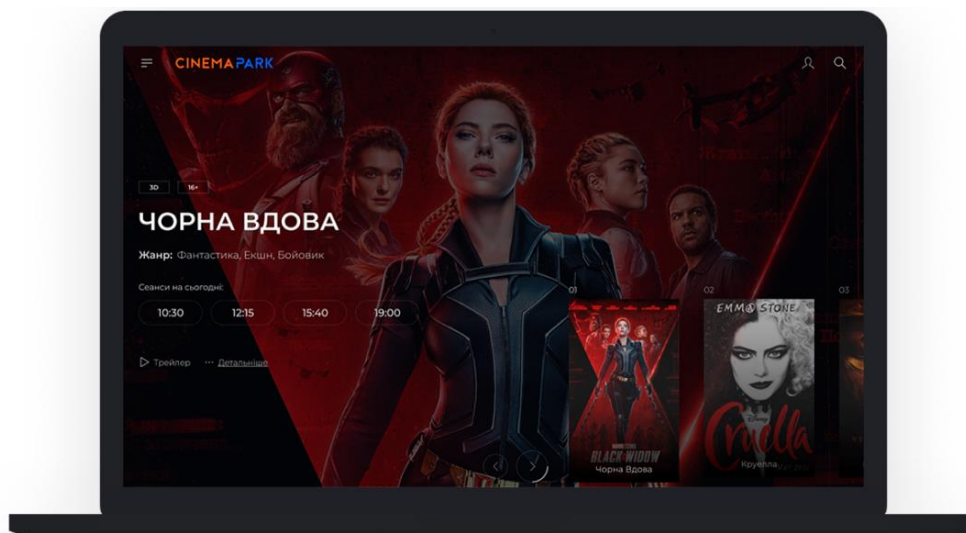 CINEMAPARK
3D 16+
ЧОРНА ВДОВА
Жанр: Фантастика, Екшн, Бойовик
Сеанси на сьогодні:
10:30 12:15 15:40 19:00
Трейлер ··· Детальніше
01 02 03
EMMA STONE
Disney
Cruella
BLACK WIDOW
Чорна Вдова
Круелла